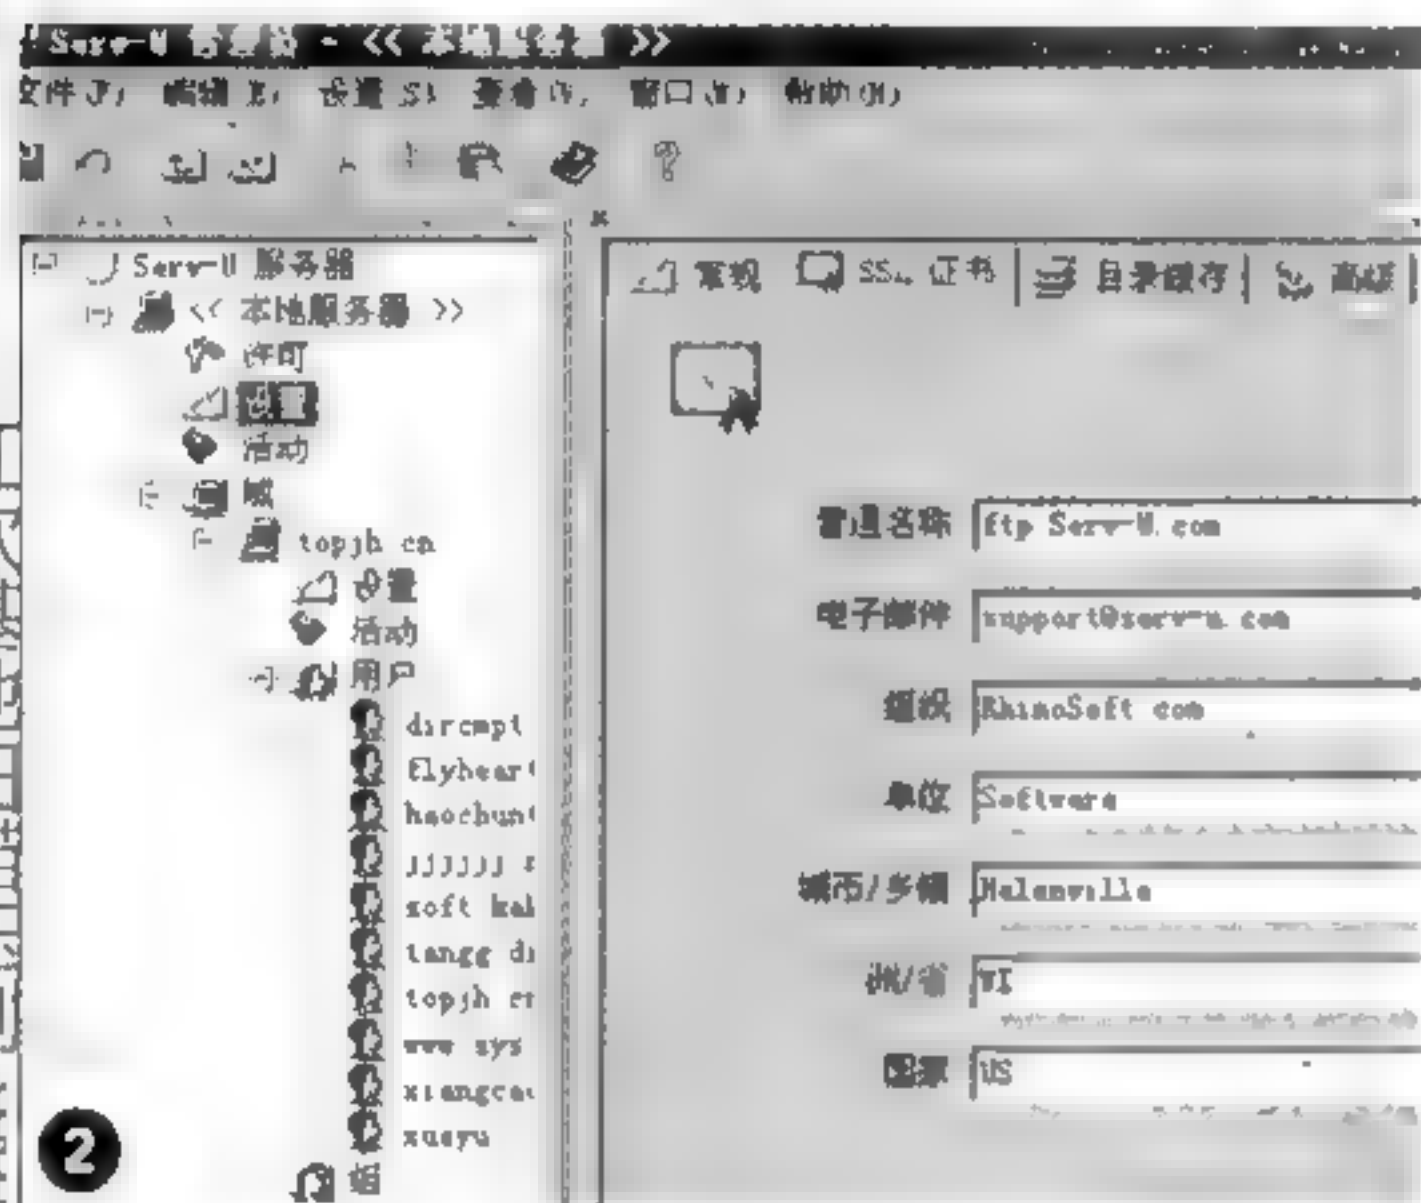 Serv-U 管理员 - << 本地服务器 >>
文件(F) 编辑(E) 设置(S) 查看(V) 窗口(W) 帮助(H)
Serv-U 服务器
<< 本地服务器 >>
许可
设置
活动
域
topjh cn
设置
活动
用户
dircmpt
flyheart
haochunt
jjjjjj
soft
tangg
topjh
www sys
xueyu
组
常规 SSL 证书 目录缓存 高级
普通名称 ftp Serv-U.com
电子邮件 support@serv-u.com
组织 RhinoSoft com
单位 Software
城市/乡镇 Helenville
州/省 WI
国家 US
2